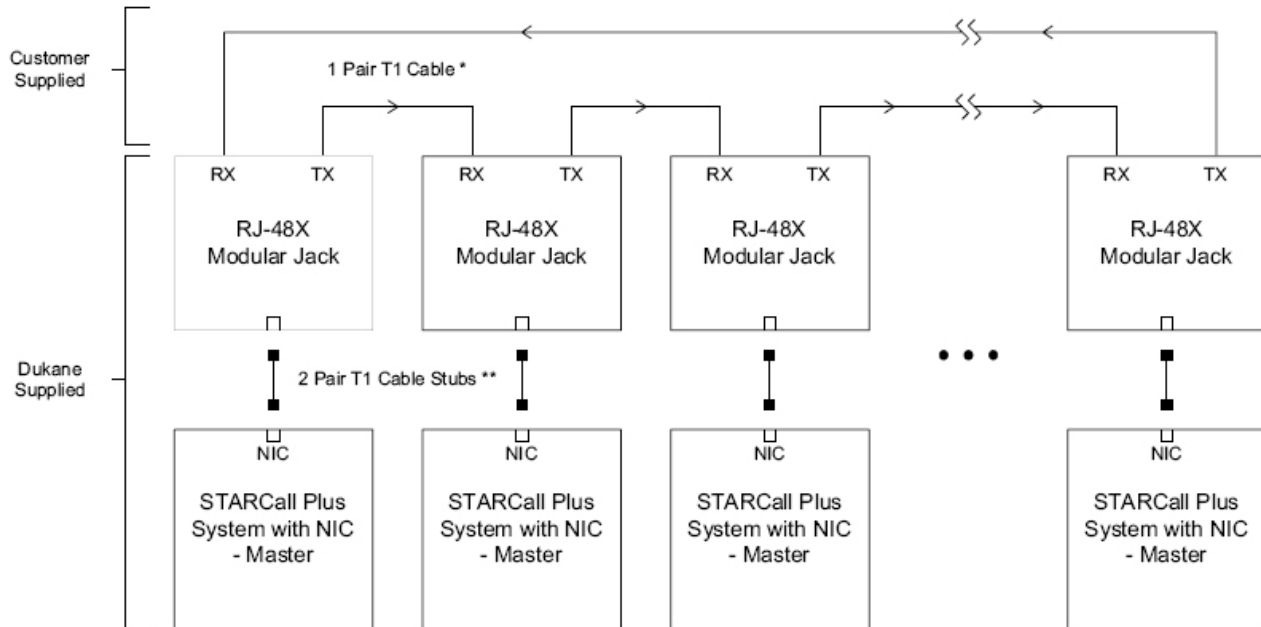 Customer
Supplied
1 Pair T1 Cable *
RX TX
RX TX
RX TX
RX TX
RJ-48X
Modular Jack
RJ-48X
Modular Jack
RJ-48X
Modular Jack
RJ-48X
Modular Jack
Dukane
Supplied
2 Pair T1 Cable Stubs **
NIC
NIC
NIC
NIC
STARCall Plus
System with NIC
- Master
STARCall Plus
System with NIC
- Master
STARCall Plus
System with NIC
- Master
STARCall Plus
System with NIC
- Master